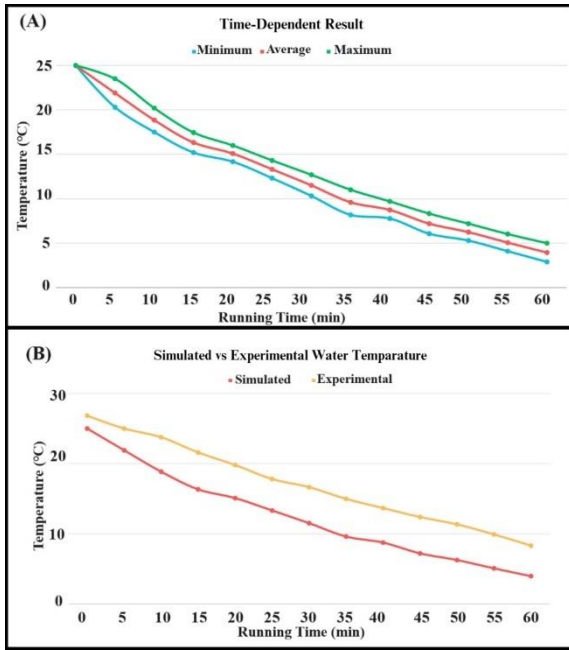 (A)
Time-Dependent Result
Minimum Average Maximum
Temperature (°C)
25
20
15
10
5
0
0 5 10 15 20 25 30 35 40 45 50 55 60
Running Time (min)
(B)
Simulated vs Experimental Water Temparature
Simulated Experimental
Temperature (°C)
30
20
10
0
0 5 10 15 20 25 30 35 40 45 50 55 60
Running Time (min)